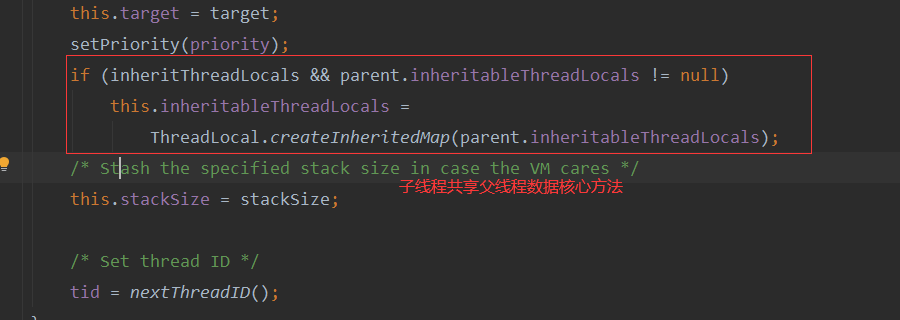 this.target = target;
setPriority(priority);
if (inheritThreadLocals && parent.inheritableThreadLocals != null)
this.inheritableThreadLocals =
ThreadLocal.createInheritedMap(parent.inheritableThreadLocals);
/* Stash the specified stack size in case the VM cares */
子线程共享父线程数据核心方法
this.stackSize = stackSize;
/* Set thread ID */
tid = nextThreadID();
}